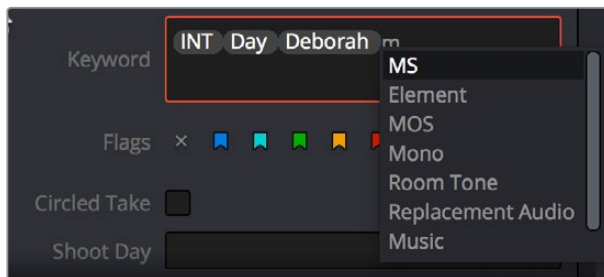 Keyword INT Day Deborah m
MS
Element
MOS
Flags ×
Mono
Room Tone
Circled Take
Replacement Audio
Shoot Day
Music